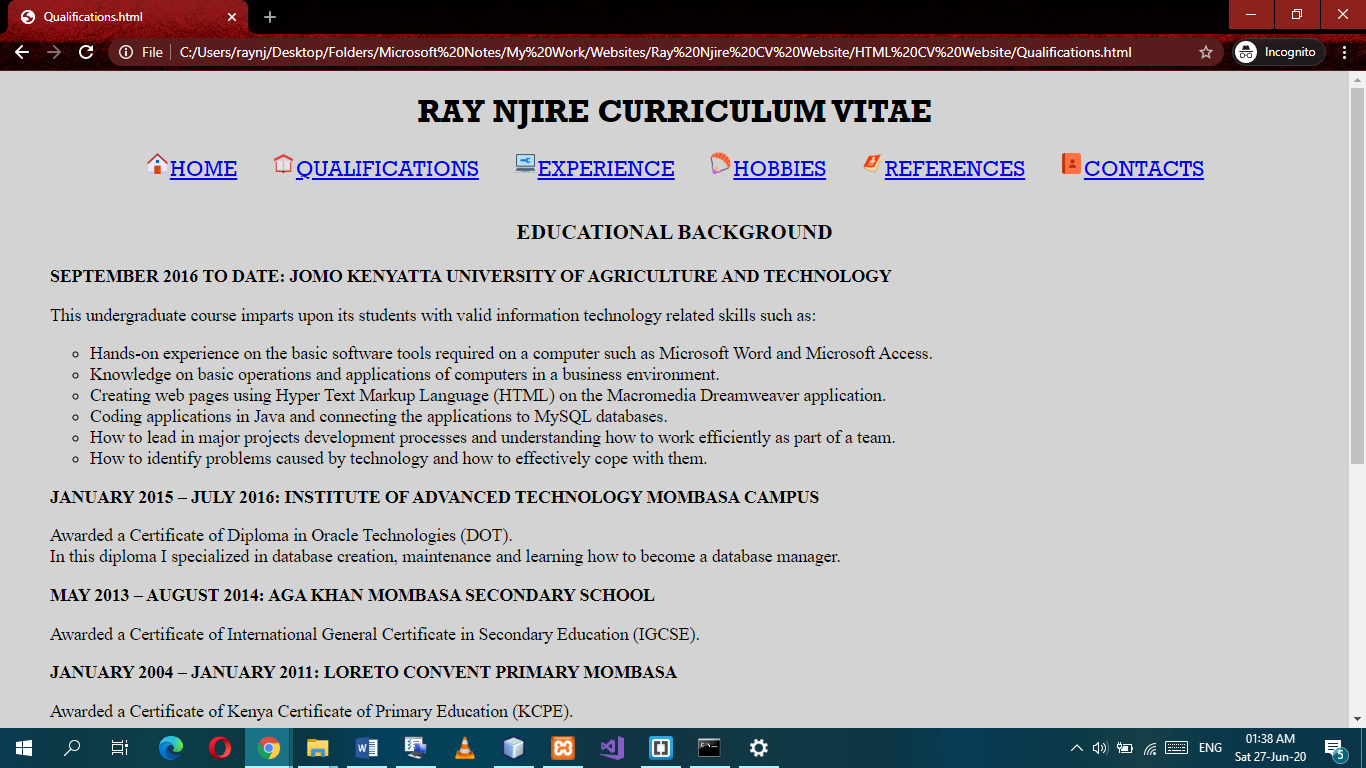 Qualifications.html
File
C:/Users/raynj/Desktop/Folders/Microsoft%20Notes/My%20Work/Websites/Ray%20Njire%20CV%20Website/HTML%20CV%20Website/Qualifications.html
Incognito
RAY NJIRE CURRICULUM VITAE
HOME QUALIFICATIONS EXPERIENCE HOBBIES REFERENCES CONTACTS
EDUCATIONAL BACKGROUND
SEPTEMBER 2016 TO DATE: JOMO KENYATTA UNIVERSITY OF AGRICULTURE AND TECHNOLOGY
This undergraduate course imparts upon its students with valid information technology related skills such as:
Hands-on experience on the basic software tools required on a computer such as Microsoft Word and Microsoft Access.
Knowledge on basic operations and applications of computers in a business environment.
Creating web pages using Hyper Text Markup Language (HTML) on the Macromedia Dreamweaver application.
Coding applications in Java and connecting the applications to MySQL databases.
How to lead in major projects development processes and understanding how to work efficiently as part of a team.
How to identify problems caused by technology and how to effectively cope with them.
JANUARY 2015 – JULY 2016: INSTITUTE OF ADVANCED TECHNOLOGY MOMBASA CAMPUS
Awarded a Certificate of Diploma in Oracle Technologies (DOT).
In this diploma I specialized in database creation, maintenance and learning how to become a database manager.
MAY 2013 – AUGUST 2014: AGA KHAN MOMBASA SECONDARY SCHOOL
Awarded a Certificate of International General Certificate in Secondary Education (IGCSE).
JANUARY 2004 – JANUARY 2011: LORETO CONVENT PRIMARY MOMBASA
Awarded a Certificate of Kenya Certificate of Primary Education (KCPE).
ENG
01:38 AM
Sat 27-Jun-20
5